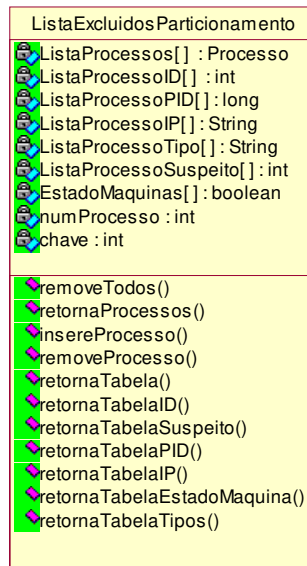 ListaExcluidosParticionamento
ListaProcessos[] : Processo
ListaProcessoID[] : int
ListaProcessoPID[] : long
ListaProcessoIP[] : String
ListaProcessoTipo[] : String
ListaProcessoSuspeito[] : int
EstadoMaquinas[] : boolean
numProcesso : int
chave : int
removeTodos()
retornaProcessos()
insereProcesso()
removeProcesso()
retornaTabela()
retornaTabelaID()
retornaTabelaSuspeito()
retornaTabelaPID()
retornaTabelaIP()
retornaTabelaEstadoMaquina()
retornaTabelaTipos()